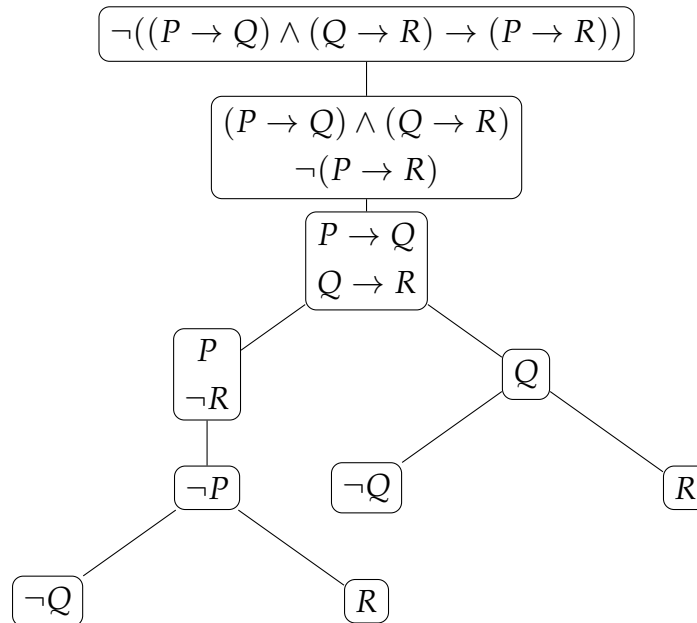 ¬((P → Q) ∧ (Q → R) → (P → R))
(P → Q) ∧ (Q → R)
¬(P → R)
P → Q
Q → R
P
¬R
Q
¬P
¬Q
R
¬Q
R